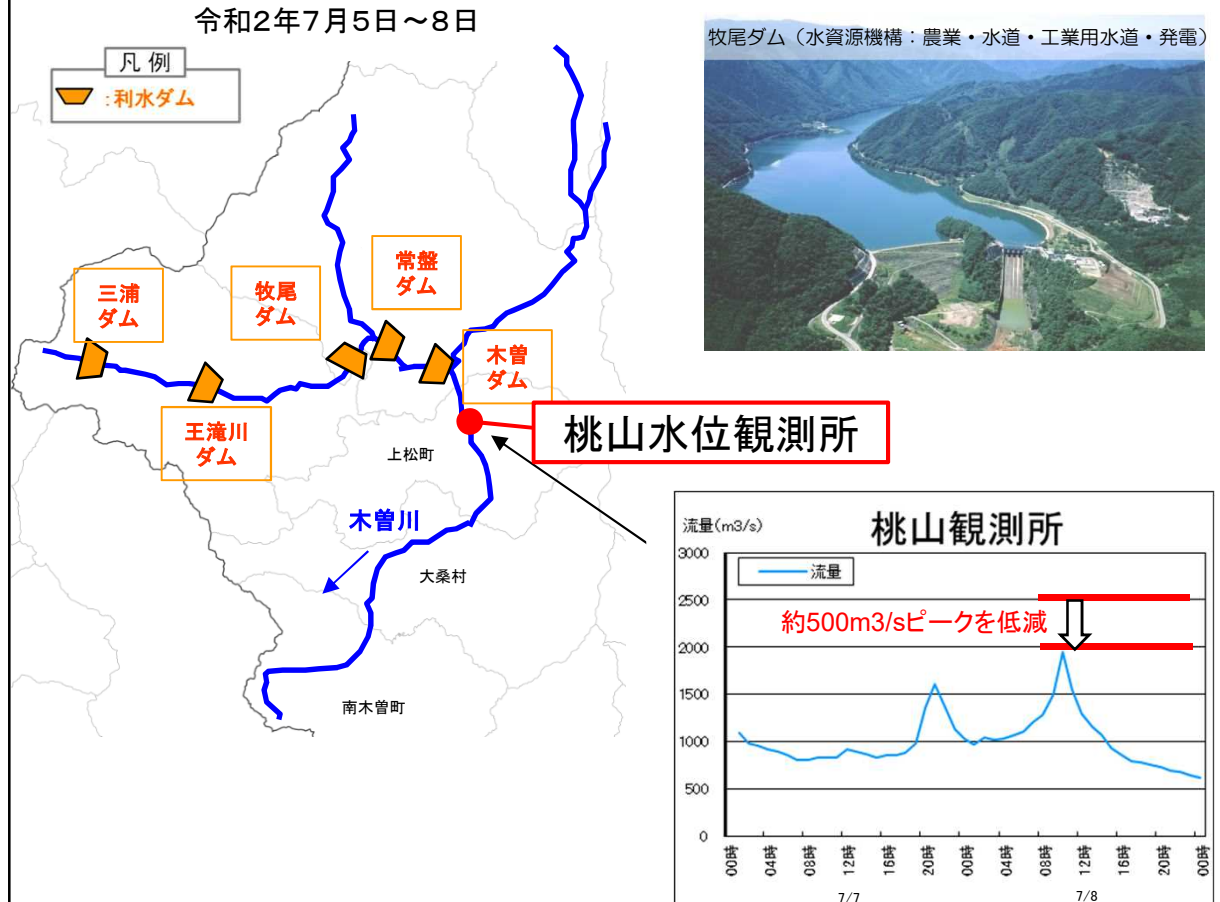 令和2年7月5日～8日
凡 例
：利水ダム
牧尾ダム（水資源機構：農業・水道・工業用水道・発電）
三浦
ダム
牧尾
ダム
常盤
ダム
木曽
ダム
王滝川
ダム
桃山水位観測所
上松町
木曽川
大桑村
南木曽町
流量(m3/s)
桃山観測所
流量
約500m3/sピークを低減
3000
2500
2000
1500
1000
500
0
00時
04時
08時
12時
16時
20時
00時
04時
08時
12時
16時
20時
00時
7/7
7/8